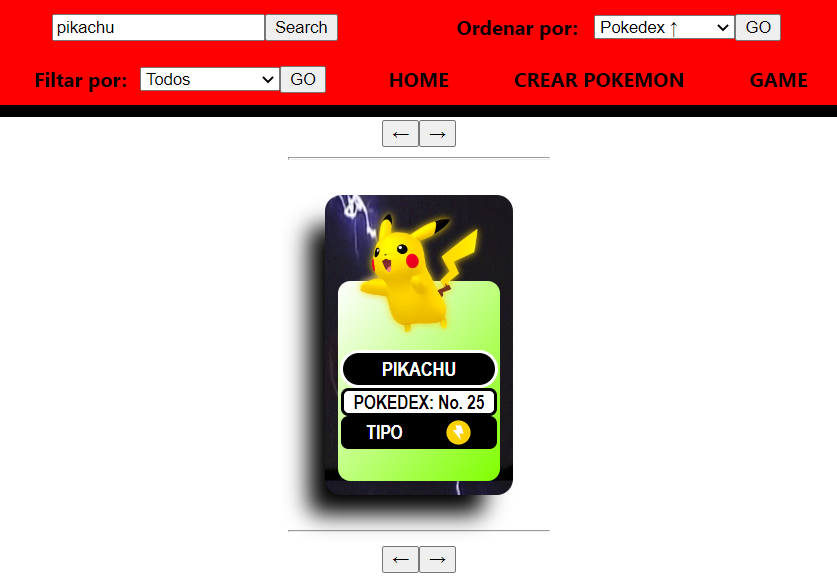 pikachu Search Ordenar por: Pokedex ↑ GO
Filtar por: Todos GO HOME CREAR POKEMON GAME
← →
PIKACHU
POKEDEX: No. 25
TIPO
← →